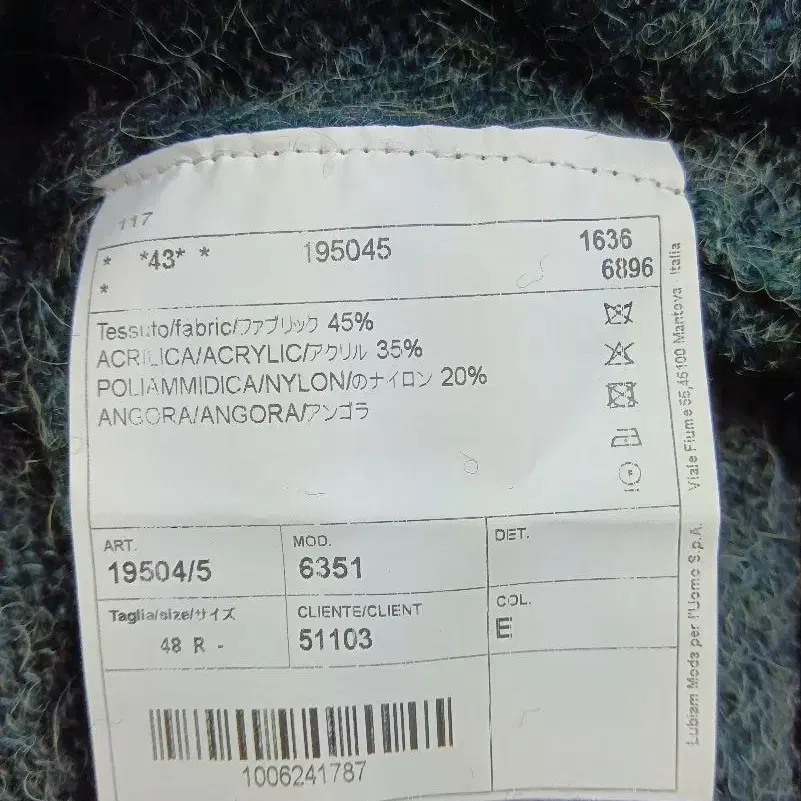 117
* *43* * 195045 1636
* 6896
Tessuto/fabric/ファブリック 45%
ACRILICA/ACRYLIC/アクリル 35%
POLIAMMIDICA/NYLON/のナイロン 20%
ANGORA/ANGORA/アンゴラ
ART.
19504/5
MOD.
6351
DET.
Taglia/size/サイズ
48 R -
CLIENTE/CLIENT
51103
COL.
E
1006241787
Lubiam Moda per l'Uomo S.p.A. Viale Fiume 55,46100 Mantova Italia